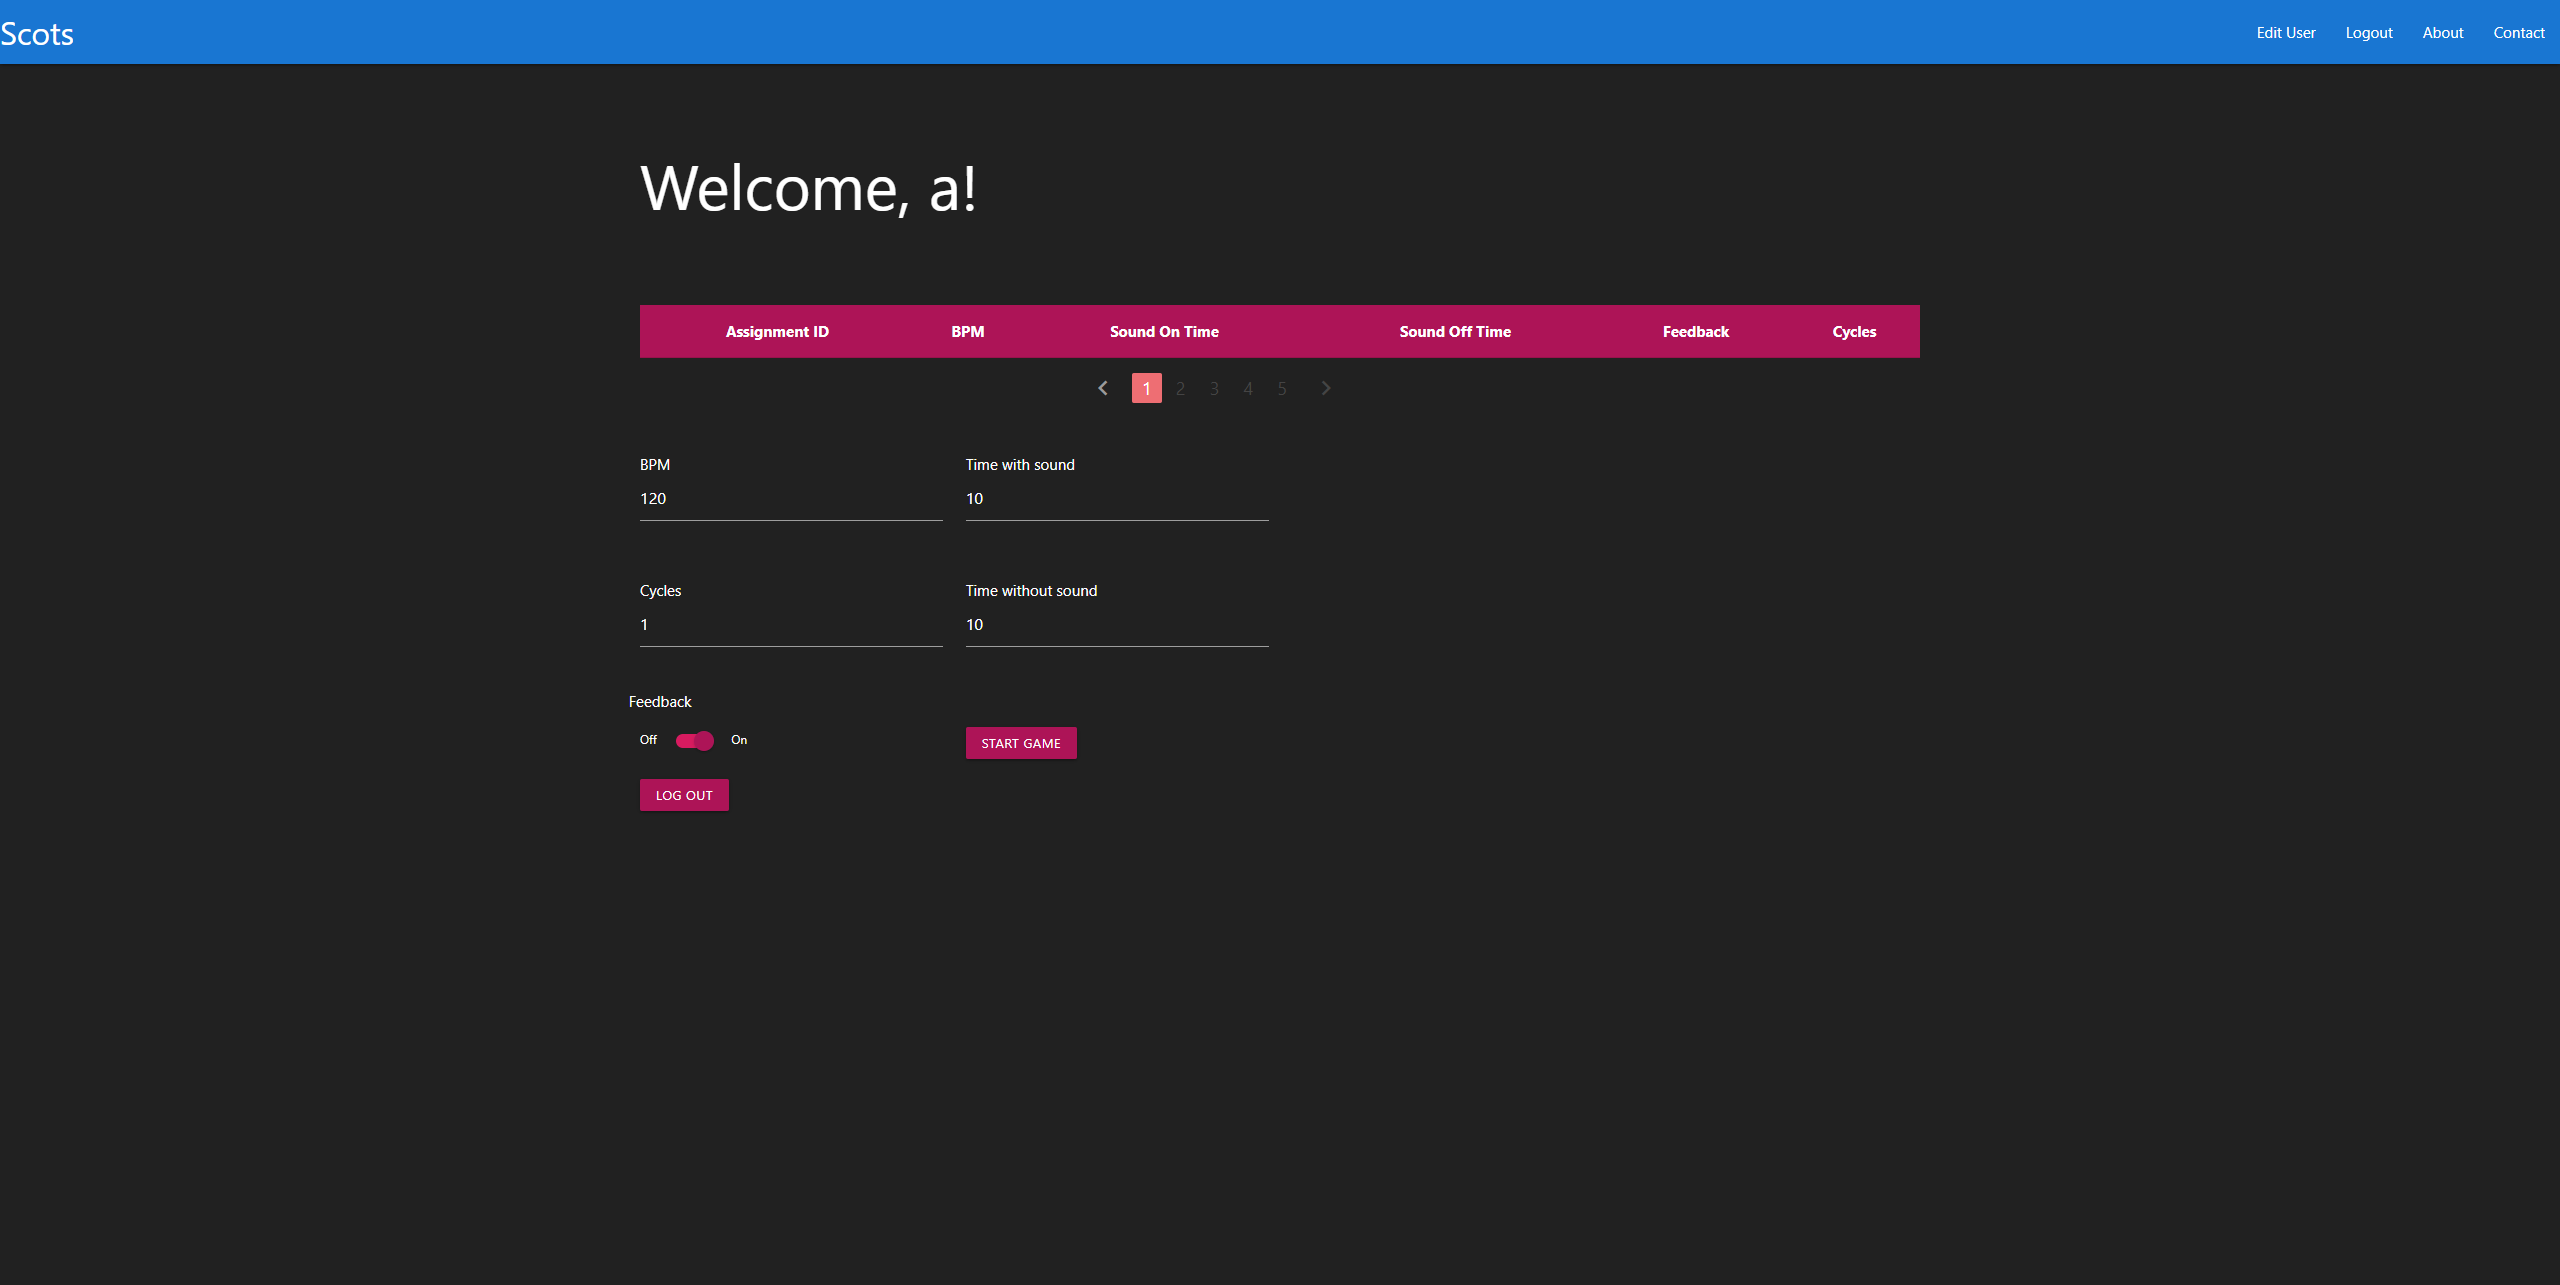 Scots
Edit User Logout About Contact
Welcome, a!
Assignment ID BPM Sound On Time Sound Off Time Feedback Cycles
1 2 3 4 5
BPM Time with sound
120 10
Cycles Time without sound
1 10
Feedback
Off On START GAME
LOG OUT